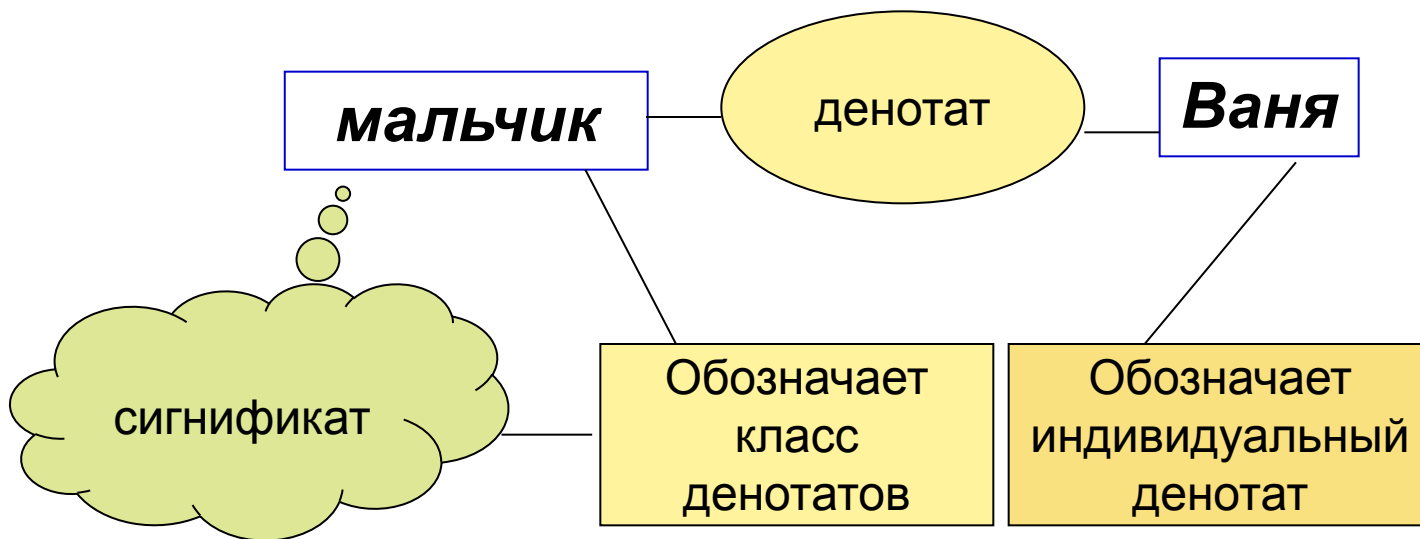 мальчик
денотат
Ваня
сигнификат
Обозначает
класс
денотатов
Обозначает
индивидуальный
денотат